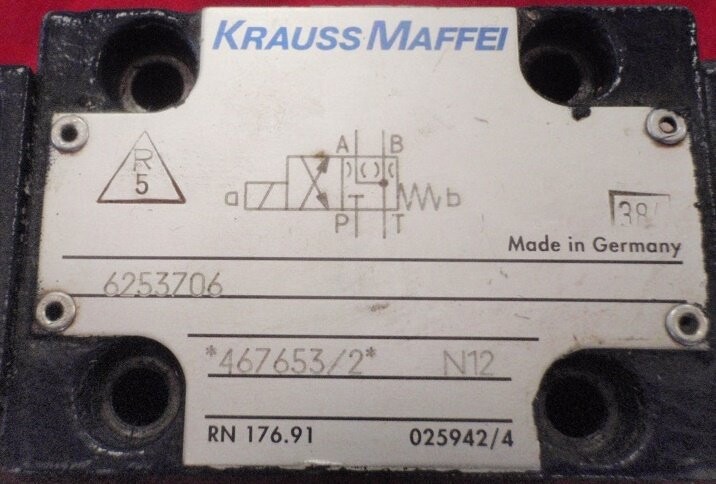 KRAUSS MAFFEI
A B
R
5
a b
P T
38
Made in Germany
6253706
*467653/2* N12
RN 176.91 025942/4